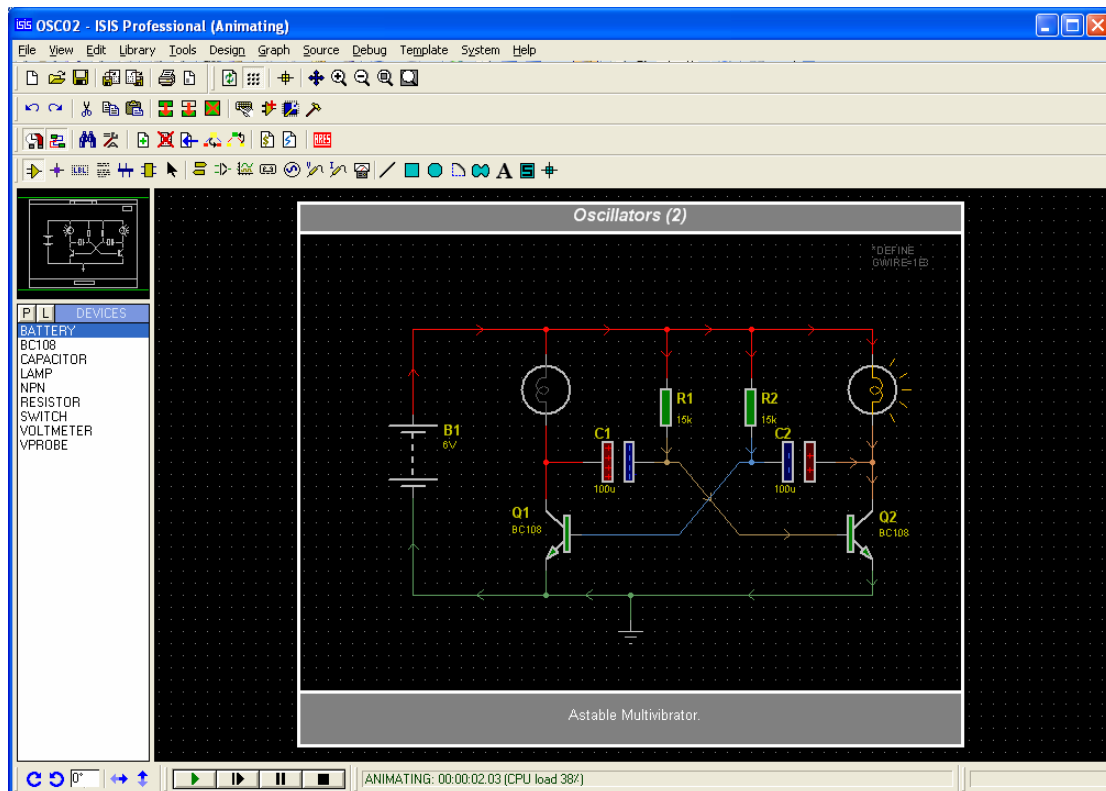 OSC02 - ISIS Professional (Animating)
File View Edit Library Tools Design Graph Source Debug Template System Help
ARES
LBL
A
S
Oscillators (2)
*DEFINE
GWIRE=1E3
P L DEVICES
BATTERY
BC108
CAPACITOR
LAMP
NPN
RESISTOR
SWITCH
VOLTMETER
VPROBE
B1
6V
R1
15k
R2
15k
C1
100u
C2
100u
Q1
BC108
Q2
BC108
Astable Multivibrator.
0°
ANIMATING: 00:00:02.03 (CPU load 38%)